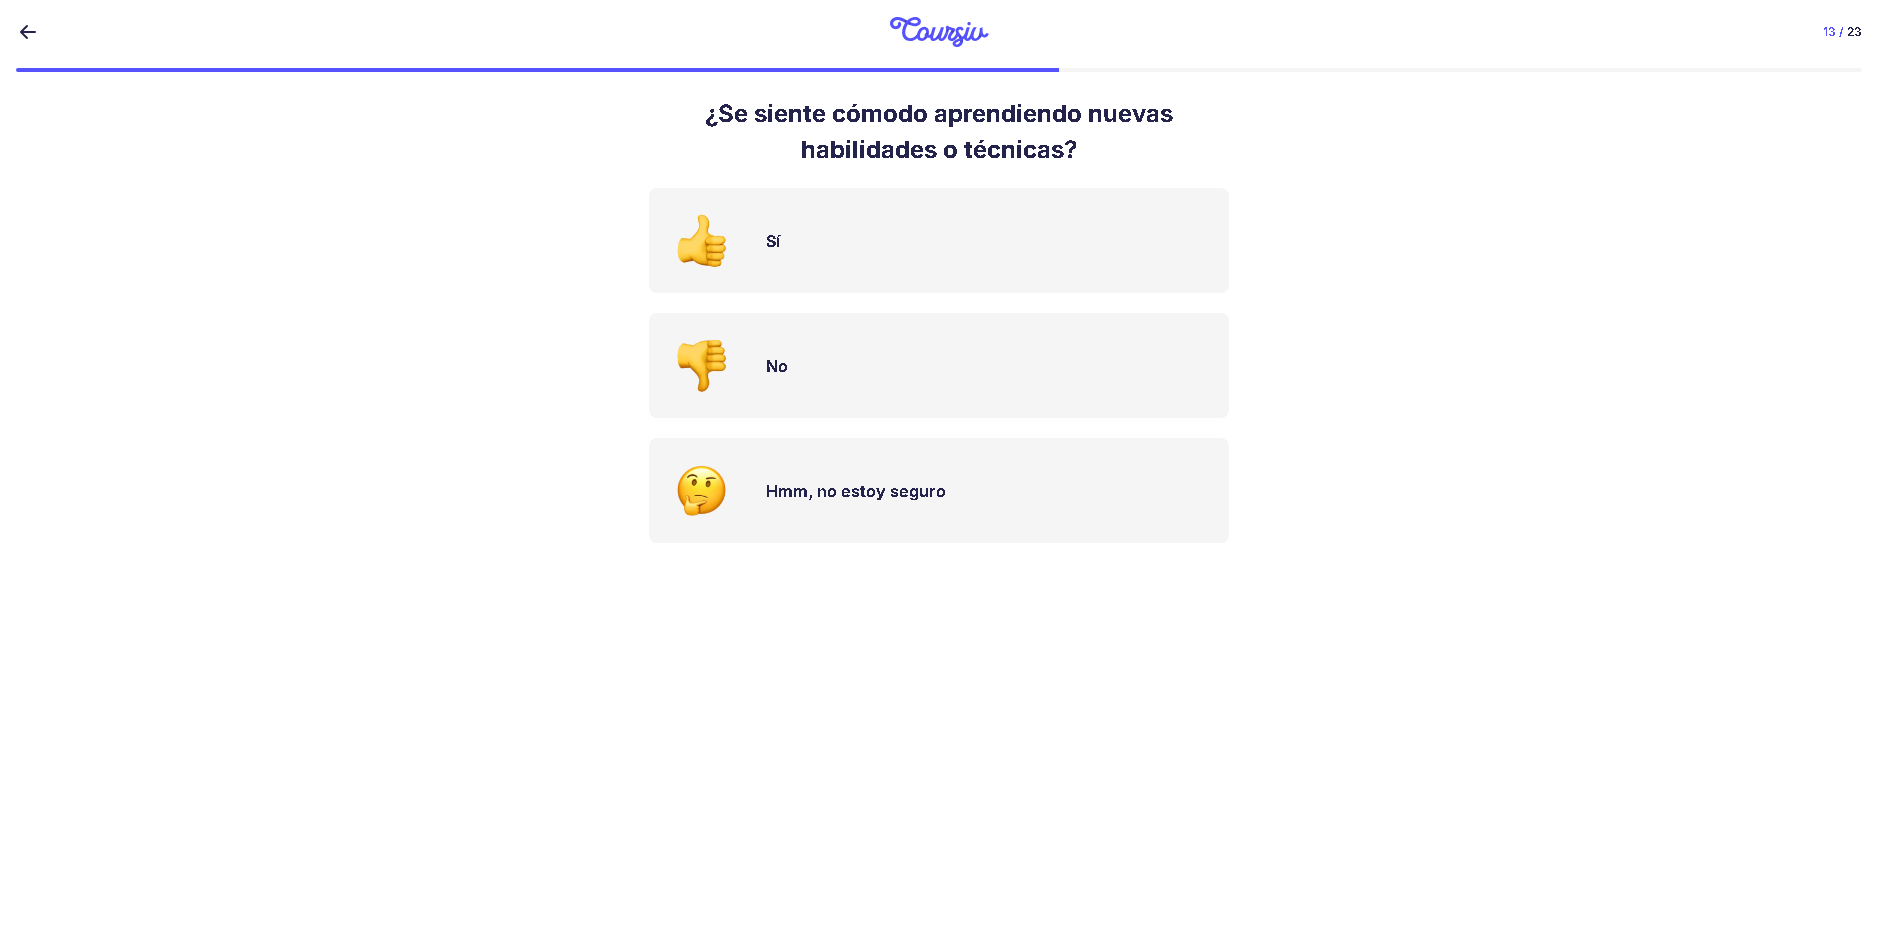 Coursiv
13 / 23
¿Se siente cómodo aprendiendo nuevas
habilidades o técnicas?
Sí
No
Hmm, no estoy seguro